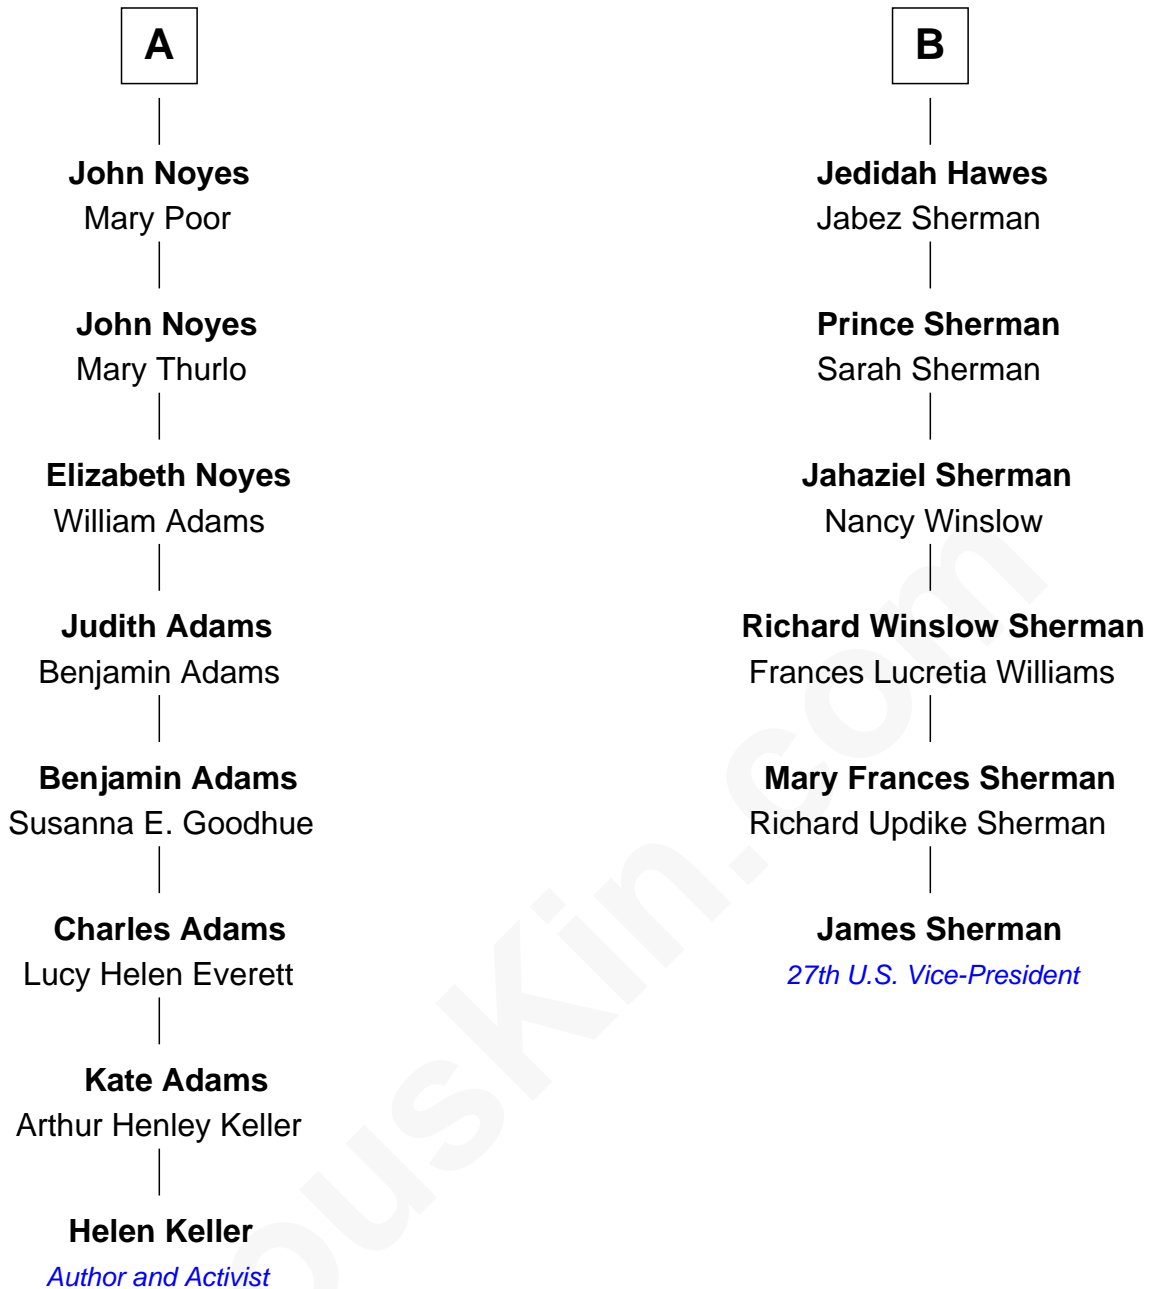 A
John Noyes
Mary Poor
John Noyes
Mary Thurlo
Elizabeth Noyes
William Adams
Judith Adams
Benjamin Adams
Benjamin Adams
Susanna E. Goodhue
Charles Adams
Lucy Helen Everett
Kate Adams
Arthur Henley Keller
Helen Keller
Author and Activist
B
Jedidah Hawes
Jabez Sherman
Prince Sherman
Sarah Sherman
Jahaziel Sherman
Nancy Winslow
Richard Winslow Sherman
Frances Lucretia Williams
Mary Frances Sherman
Richard Updike Sherman
James Sherman
27th U.S. Vice-President
ousKin.com